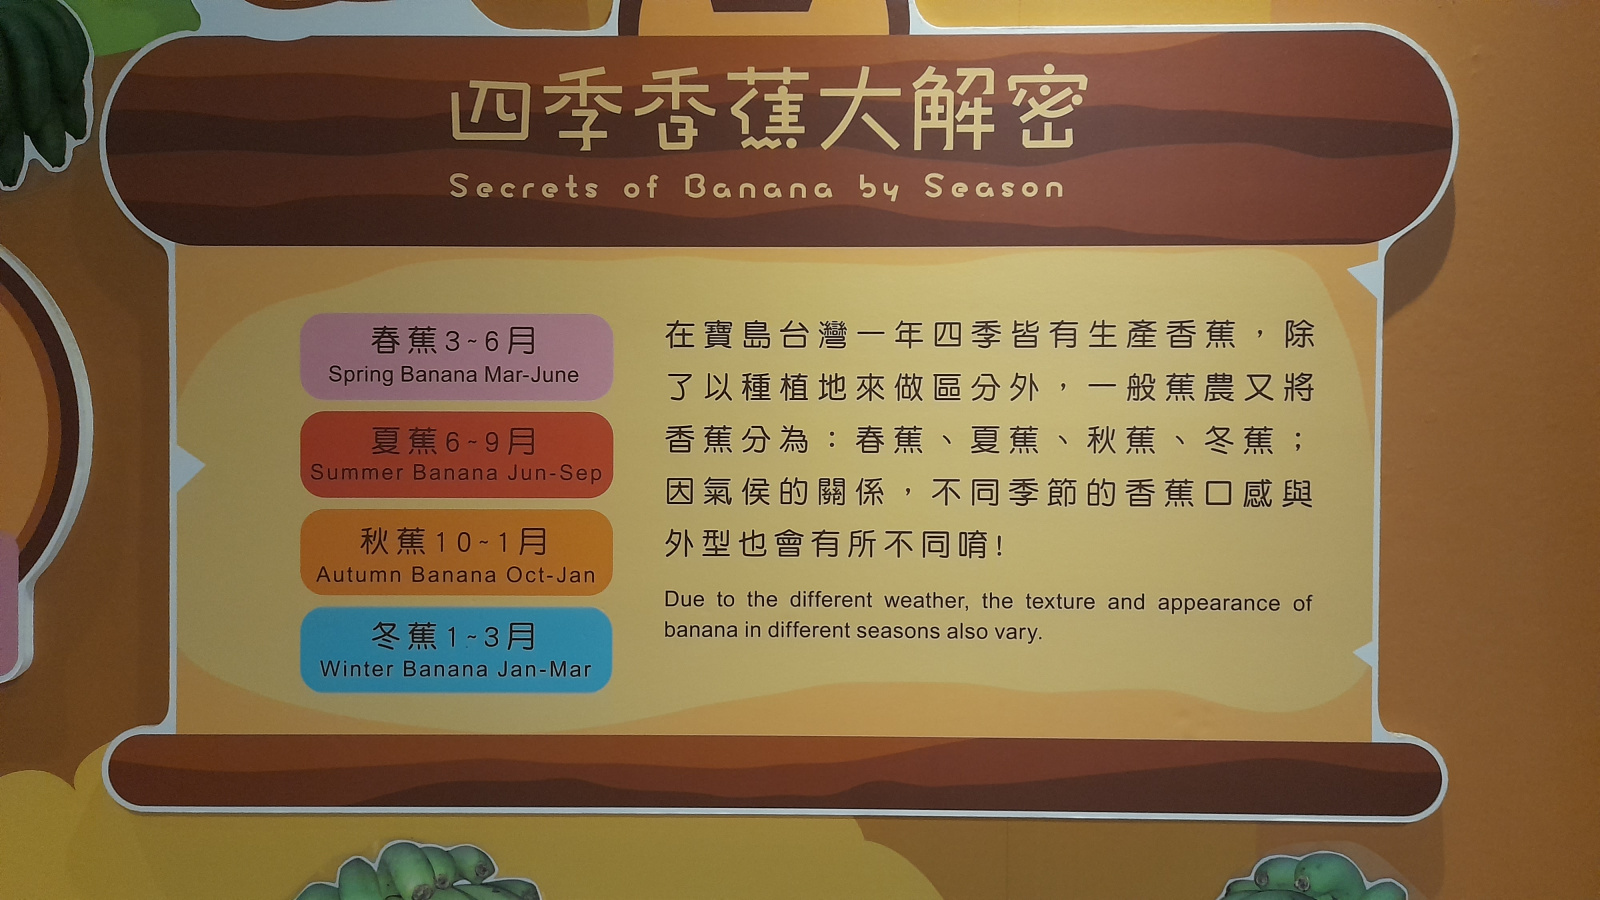 四季香蕉大解密
Secrets of Banana by Season
春蕉3~6月
Spring Banana Mar-June
夏蕉6~9月
Summer Banana Jun-Sep
秋蕉10~1月
Autumn Banana Oct-Jan
冬蕉1~3月
Winter Banana Jan-Mar
在寶島台灣一年四季皆有生產香蕉，除
了以種植地來做區分外，一般蕉農又將
香蕉分為：春蕉、夏蕉、秋蕉、冬蕉；
因氣侯的關係，不同季節的香蕉口感與
外型也會有所不同唷!
Due to the different weather, the texture and appearance of
banana in different seasons also vary.